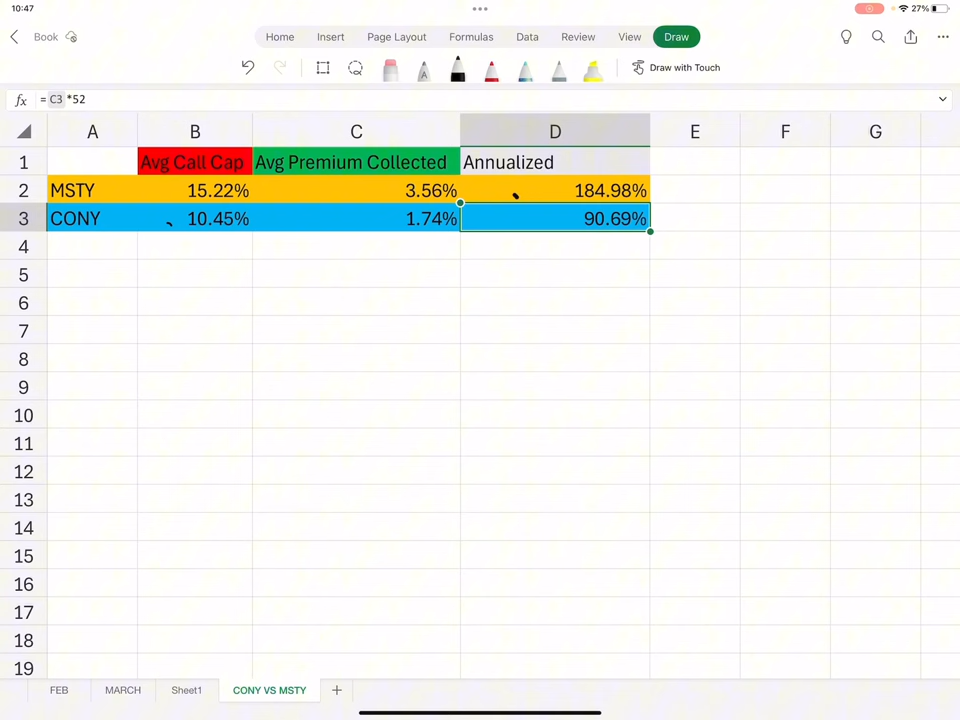 10:47
27%
Book
Home Insert Page Layout Formulas Data Review View Draw
A
Draw with Touch
fx = C3 *52
A B C D E F G
1 Avg Call Cap Avg Premium Collected Annualized
2 MSTY 15.22% 3.56% 184.98%
3 CONY 10.45% 1.74% 90.69%
4
5
6
7
8
9
10
11
12
13
14
15
16
17
18
19
FEB MARCH Sheet1 CONY VS MSTY +